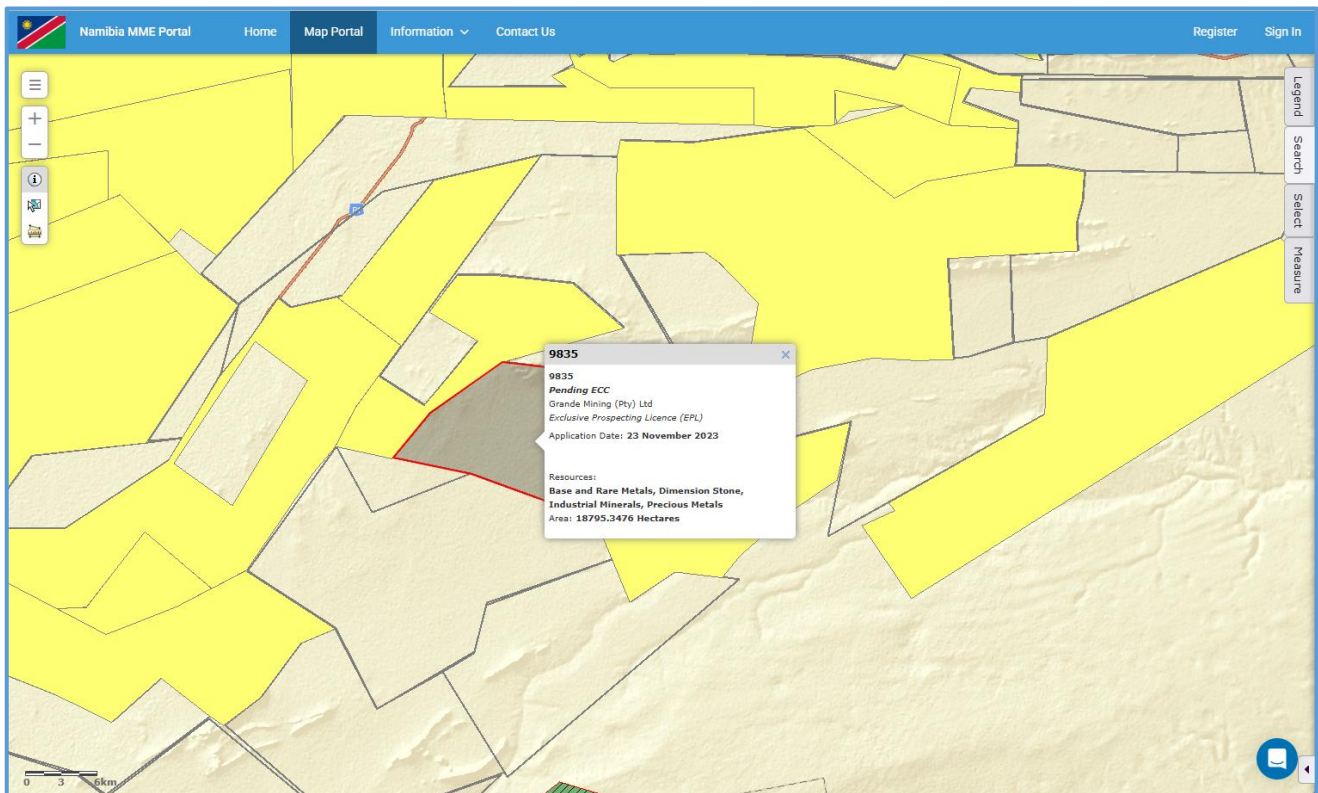 Namibia MME Portal Home Map Portal Information Contact Us Register Sign In
Legend
Search
Select
Measure
9835
9835
Pending ECC
Grande Mining (Pty) Ltd
Exclusive Prospecting Licence (EPL)
Application Date: 23 November 2023
Resources:
Base and Rare Metals, Dimension Stone,
Industrial Minerals, Precious Metals
Area: 18795.3476 Hectares
0 3 6km